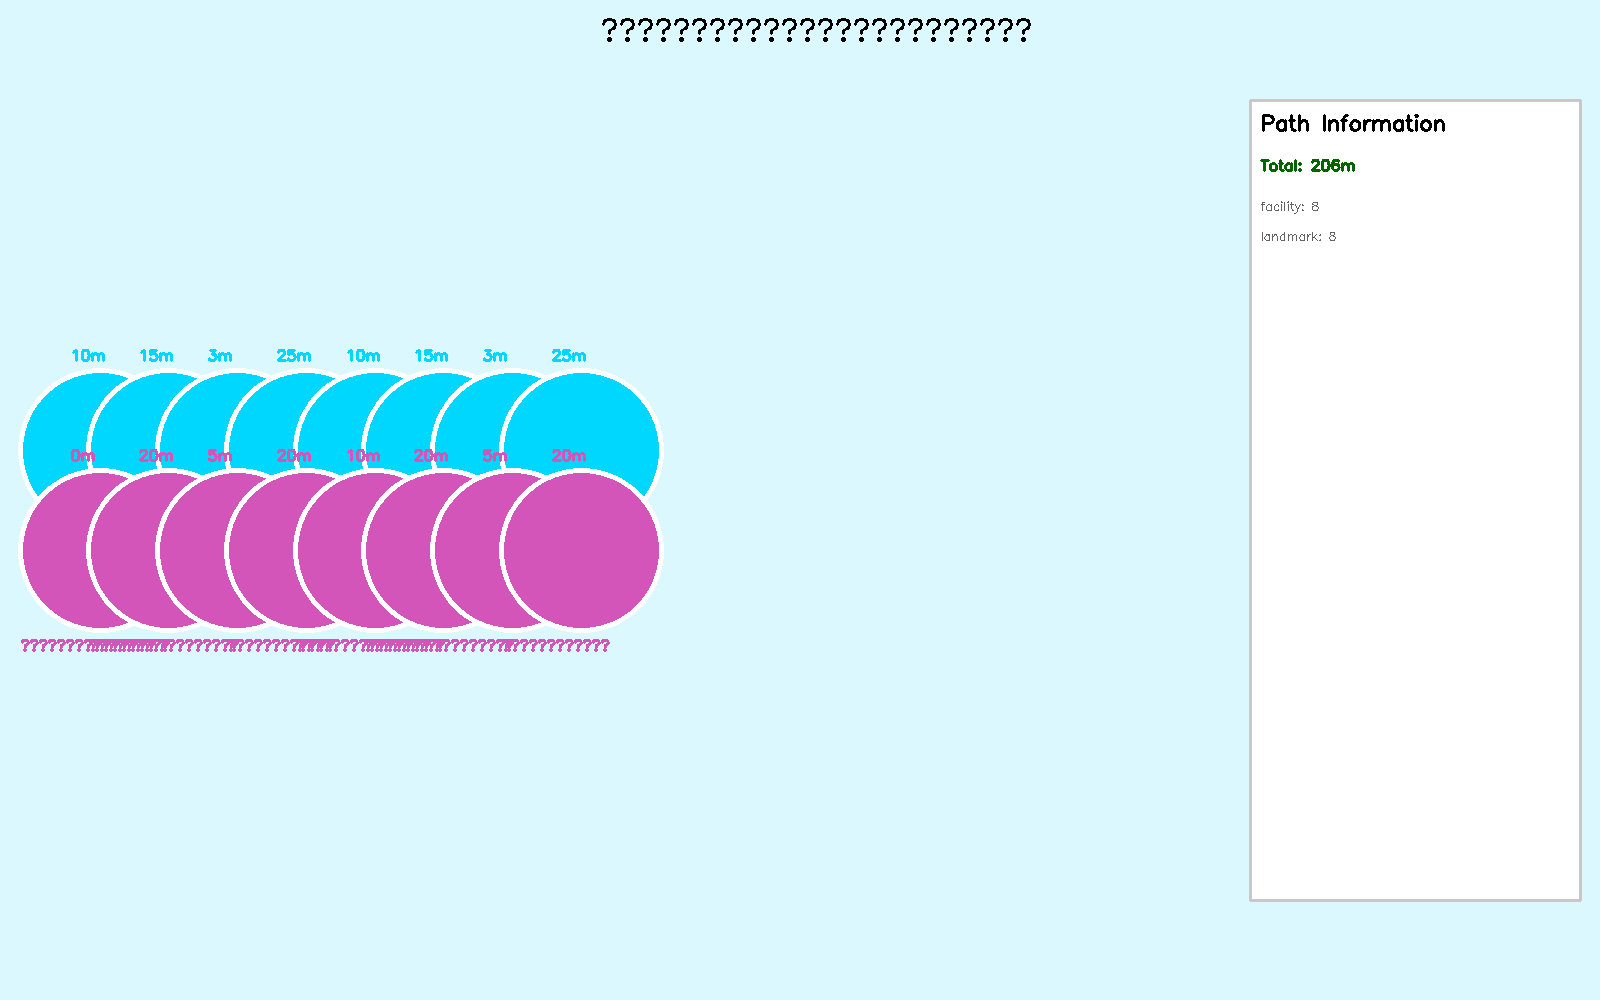 ????????????????????????
Path Information
Total: 206m
facility: 8
landmark: 8
10m 15m 3m 25m 10m 15m 3m 25m
0m 20m 5m 20m 10m 20m 5m 20m